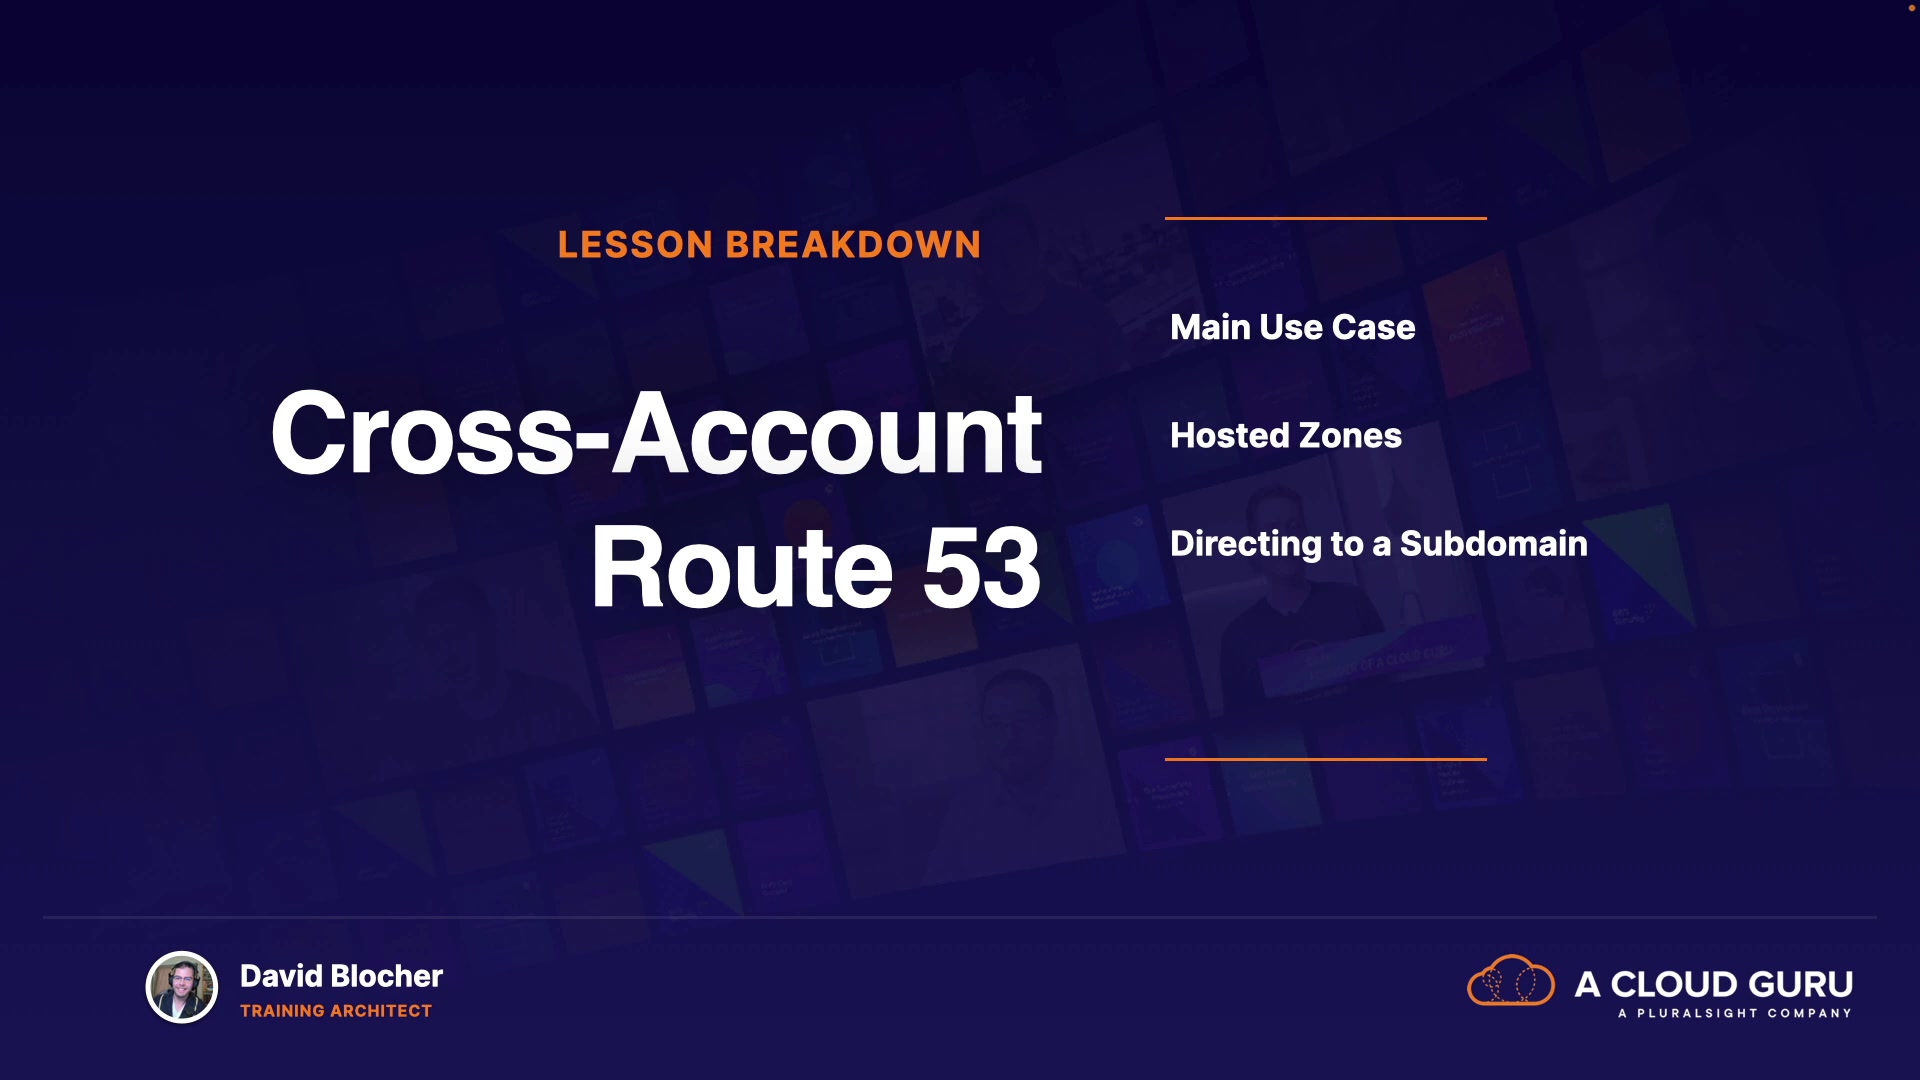 LESSON BREAKDOWN
Cross-Account
Route 53
Main Use Case
Hosted Zones
Directing to a Subdomain
David Blocher
TRAINING ARCHITECT
A CLOUD GURU
A PLURALSIGHT COMPANY